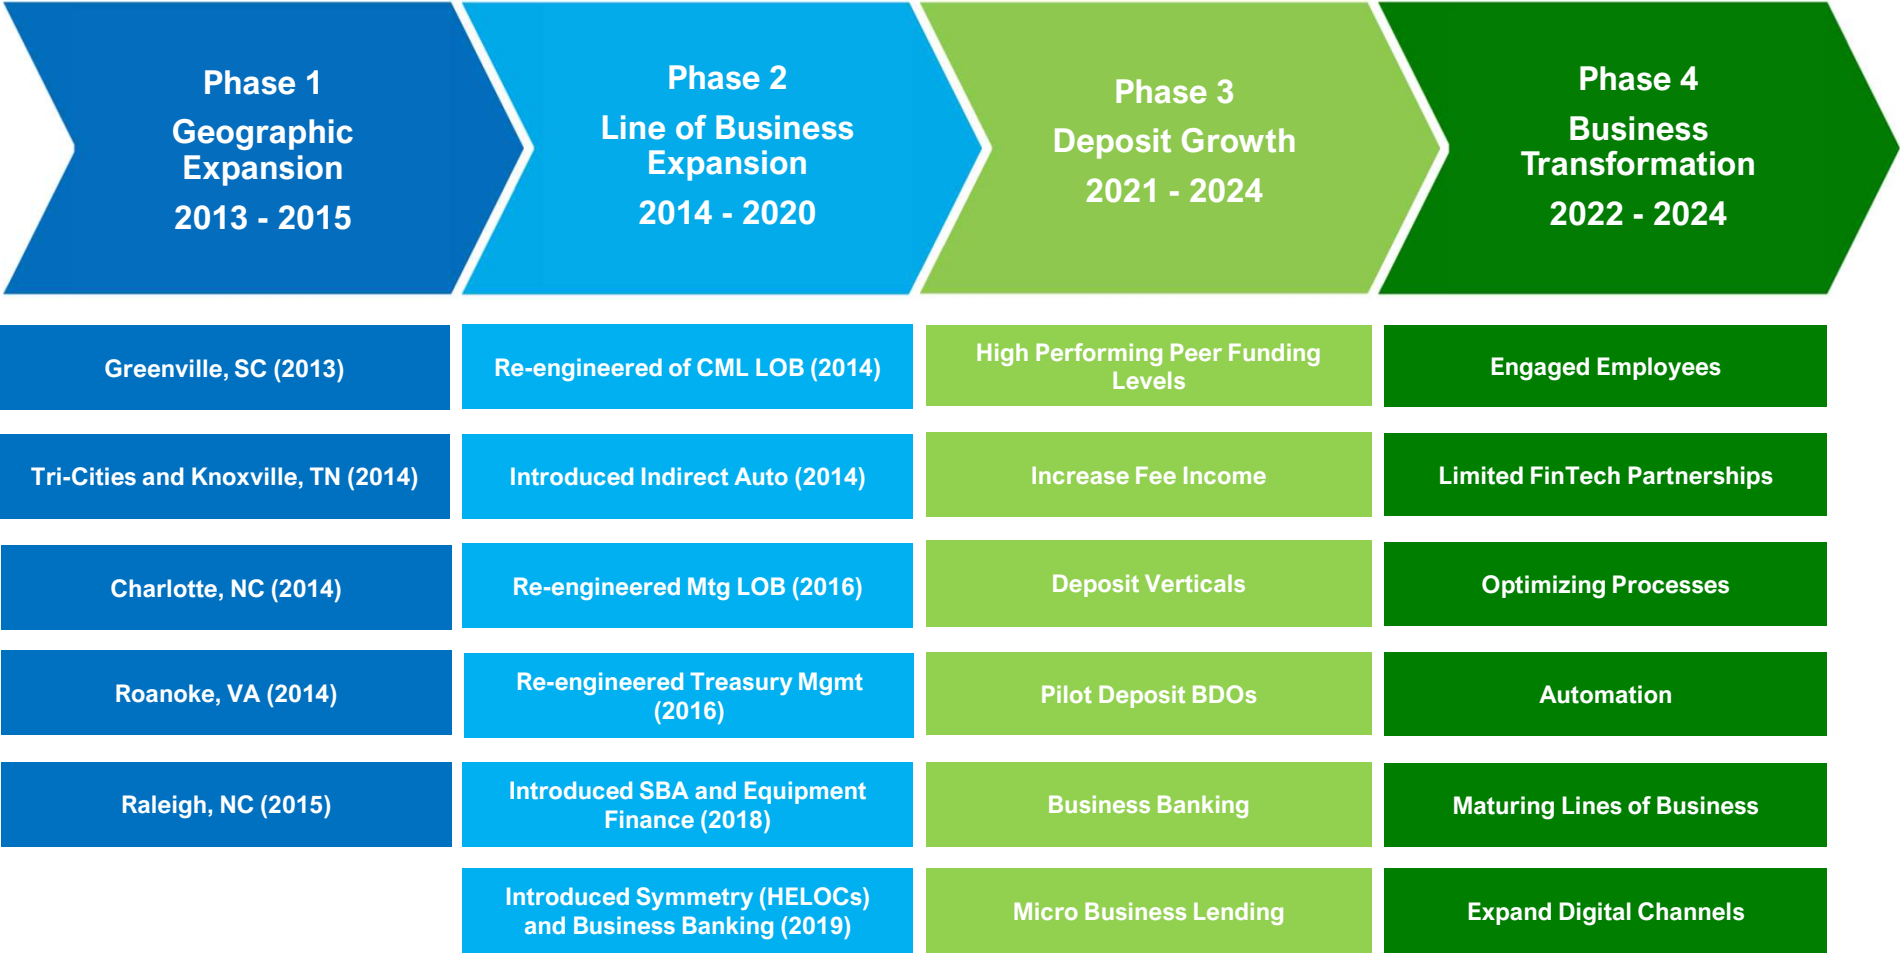 Phase 1
Geographic
Expansion
2013 - 2015
Phase 2
Line of Business
Expansion
2014 - 2020
Phase 3
Deposit Growth
2021 - 2024
Phase 4
Business
Transformation
2022 - 2024
Greenville, SC (2013)
Tri-Cities and Knoxville, TN (2014)
Charlotte, NC (2014)
Roanoke, VA (2014)
Raleigh, NC (2015)
Re-engineered of CML LOB (2014)
Introduced Indirect Auto (2014)
Re-engineered Mtg LOB (2016)
Re-engineered Treasury Mgmt
(2016)
Introduced SBA and Equipment
Finance (2018)
Introduced Symmetry (HELOCs)
and Business Banking (2019)
High Performing Peer Funding
Levels
Increase Fee Income
Deposit Verticals
Pilot Deposit BDOs
Business Banking
Micro Business Lending
Engaged Employees
Limited FinTech Partnerships
Optimizing Processes
Automation
Maturing Lines of Business
Expand Digital Channels